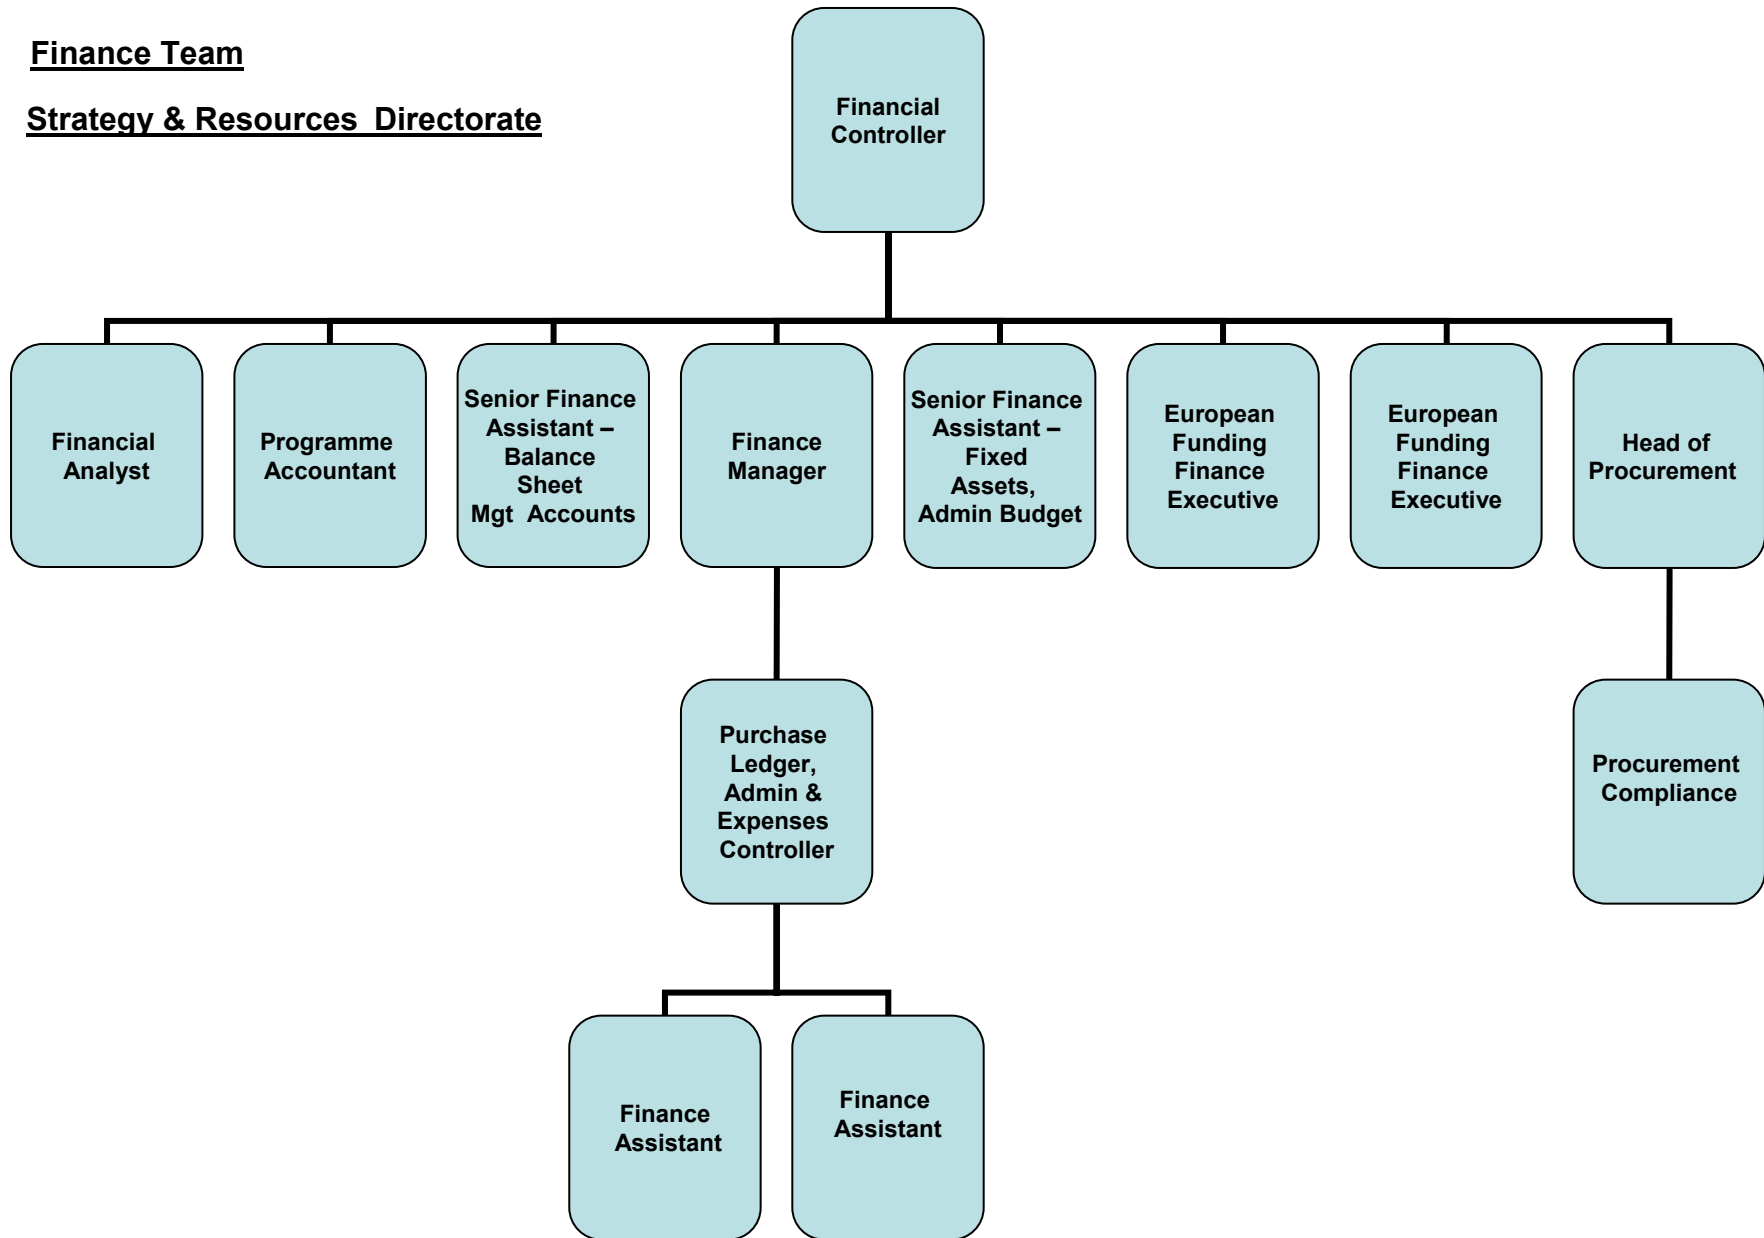 Finance Team
Strategy & Resources Directorate
Financial
Controller
Financial
Analyst
Programme
Accountant
Senior Finance
Assistant –
Balance
Sheet
Mgt Accounts
Finance
Manager
Senior Finance
Assistant –
Fixed
Assets,
Admin Budget
European
Funding
Finance
Executive
European
Funding
Finance
Executive
Head of
Procurement
Purchase
Ledger,
Admin &
Expenses
Controller
Procurement
Compliance
Finance
Assistant
Finance
Assistant